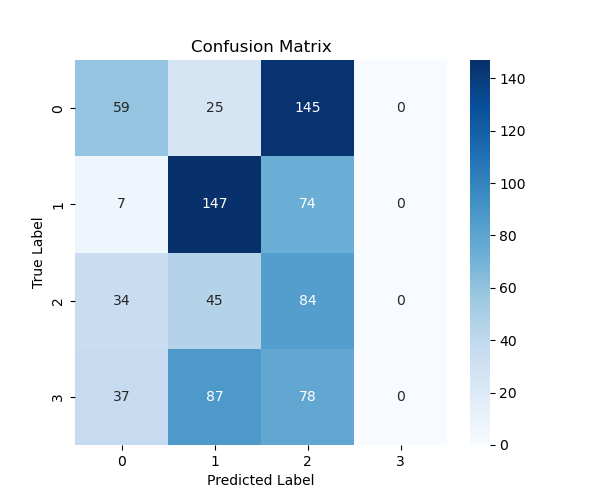 Confusion Matrix
True Label
0 59 25 145 0
1 7 147 74 0
2 34 45 84 0
3 37 87 78 0
0 1 2 3
Predicted Label
140
120
100
80
60
40
20
0